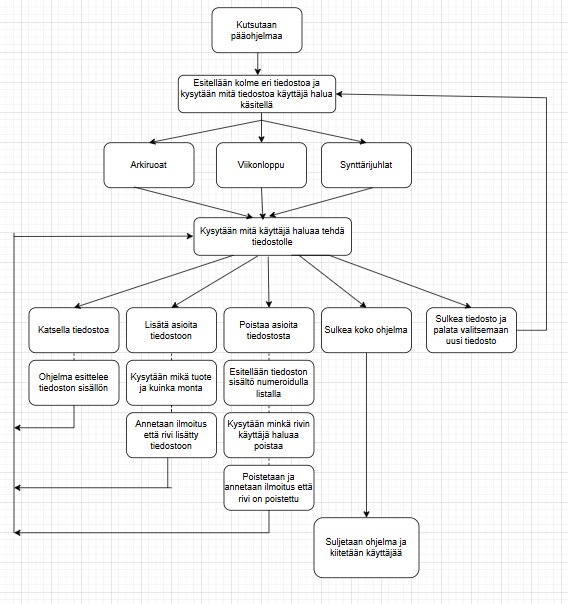 Kutsutaan
pääohjelmaa
Esitellään kolme eri tiedostoa ja
kysytään mitä tiedostoa käyttäjä halua
käsitellä
Arkiruoat
Viikonloppu
Synttärijuhlat
Kysytään mitä käyttäjä haluaa tehdä
tiedostolle
Katsella tiedostoa
Lisätä asioita
tiedostoon
Poistaa asioita
tiedostosta
Sulkea koko ohjelma
Sulkea tiedosto ja
palata valitsemaan
uusi tiedosto
Ohjelma esittelee
tiedoston sisällön
Kysytään mikä tuote
ja kuinka monta
Esitellään tiedoston
sisältö numeroidulla
listalla
Annetaan ilmoitus
että rivi lisätty
tiedostoon
Kysytään minkä rivin
käyttäjä haluaa
poistaa
Poistetaan ja
annetaan ilmoitus että
rivi on poistettu
Suljetaan ohjelma ja
kiitetään käyttäjää